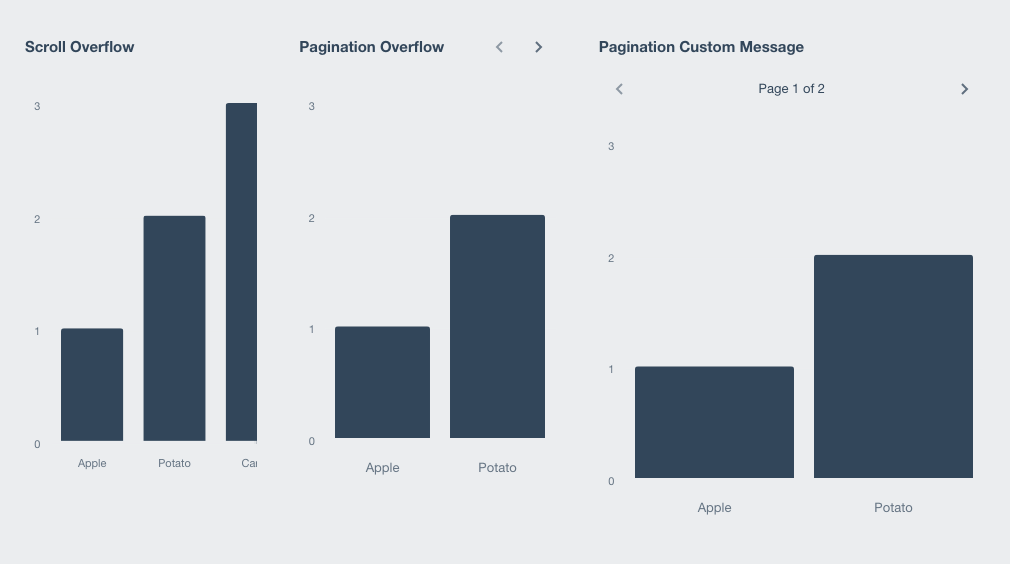 Scroll Overflow
3
2
1
0
Apple Potato
Pagination Overflow
3
2
1
0
Apple Potato
Pagination Custom Message
Page 1 of 2
3
2
1
0
Apple Potato